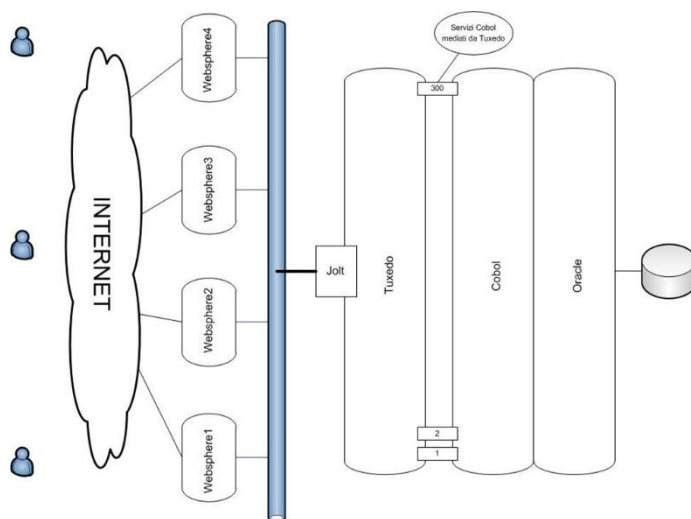 Websphere4
Servizi Cobol
mediati da Tuxedo
300
Websphere3
INTERNET
Jolt
Tuxedo
Cobol
Oracle
Websphere2
2
Websphere1
1